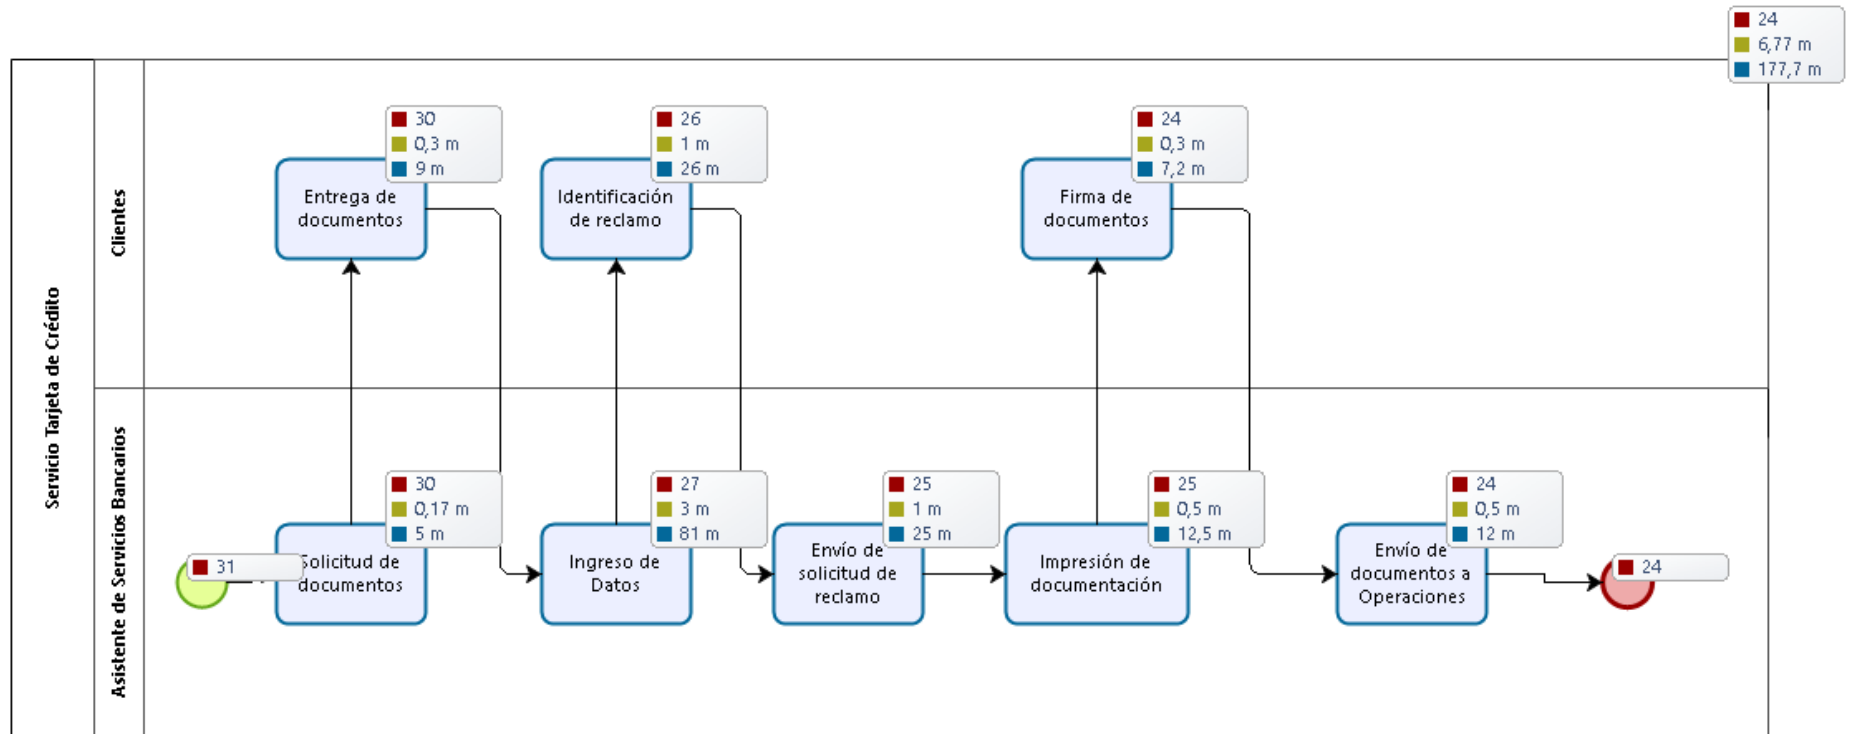 24
6,77 m
177,7 m
Servicio Tarjeta de Crédito
Clientes
30
0,3 m
9 m
Entrega de
documentos
26
1 m
26 m
Identificación
de reclamo
24
0,3 m
7,2 m
Firma de
documentos
Asistente de Servicios Bancarios
31
30
0,17 m
5 m
Solicitud de
documentos
27
3 m
81 m
Ingreso de
Datos
25
1 m
25 m
Envío de
solicitud de
reclamo
25
0,5 m
12,5 m
Impresión de
documentación
24
0,5 m
12 m
Envío de
documentos a
Operaciones
24